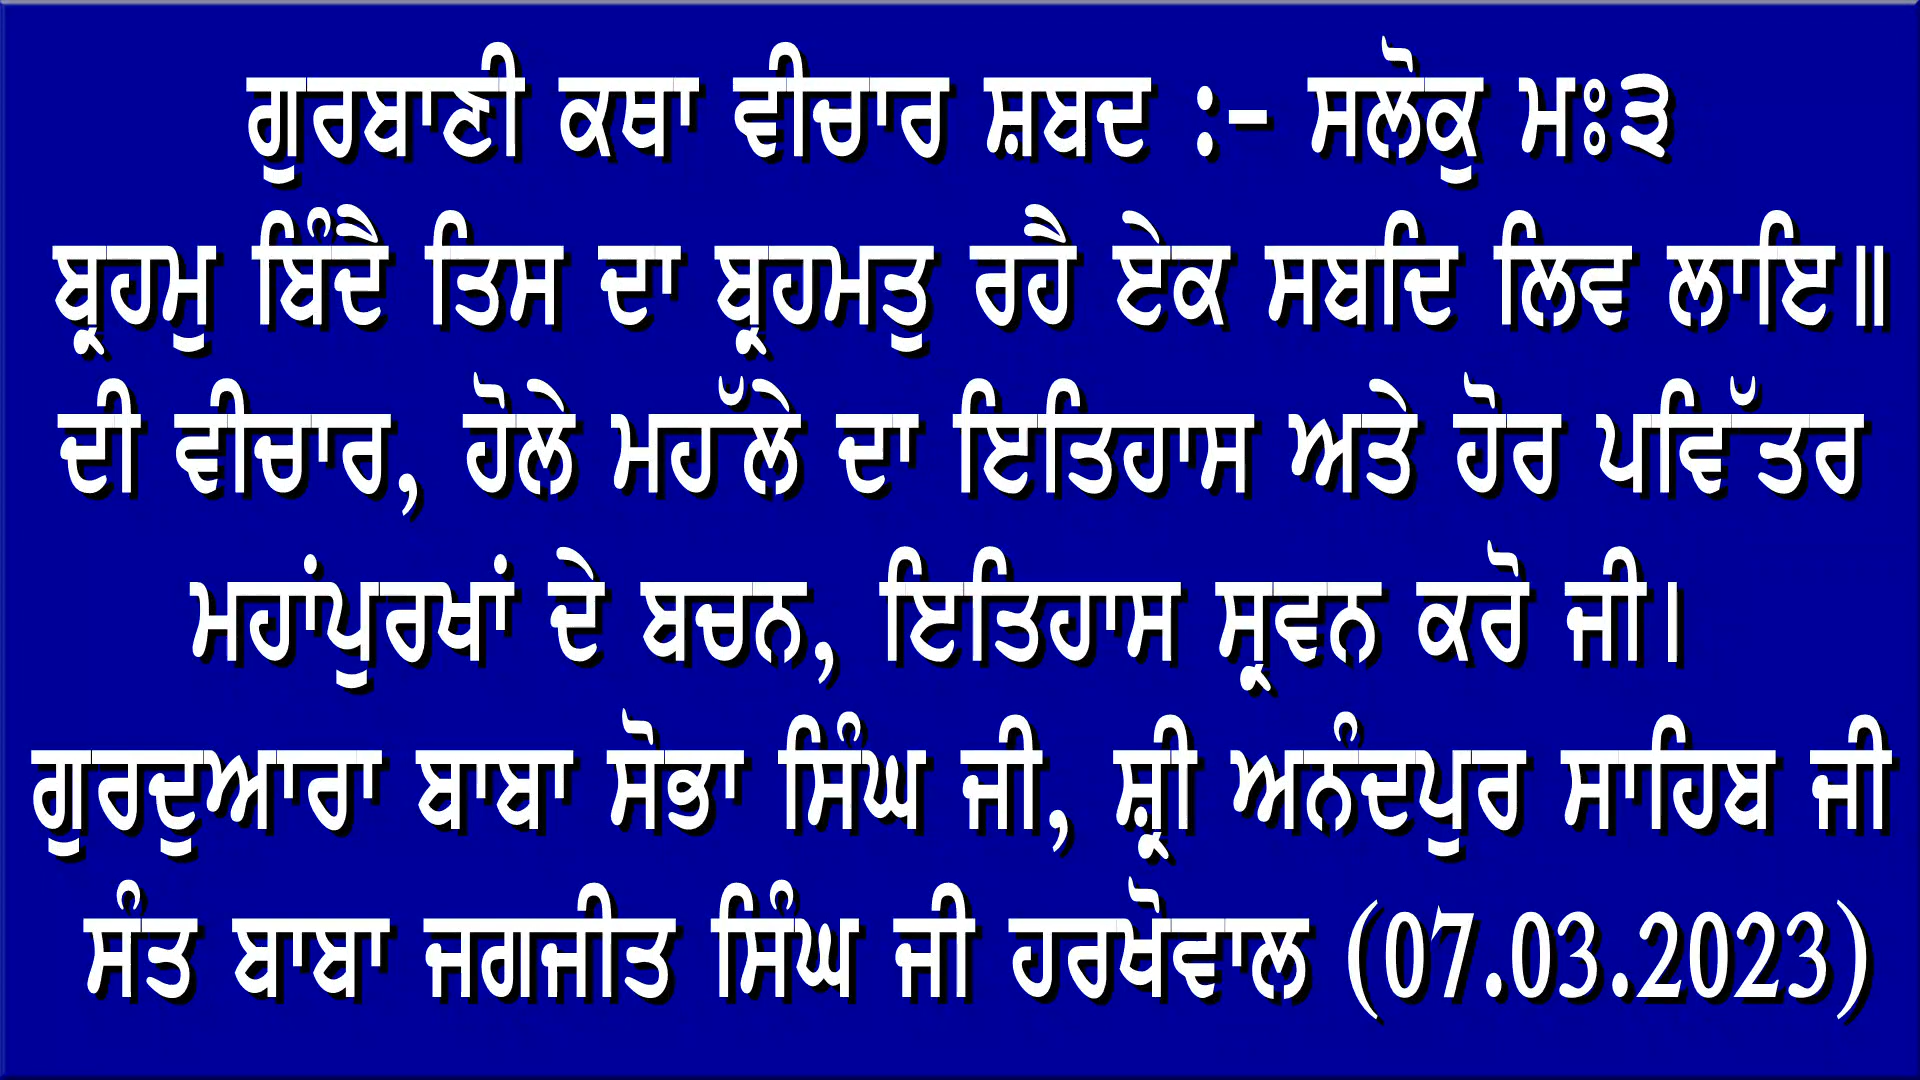 ਗੁਰਬਾਣੀ ਕਥਾ ਵੀਚਾਰ ਸ਼ਬਦ :- ਸਲੋਕੁ ਮਃ੩
ਬ੍ਰਹਮੁ ਬਿੰਦੈ ਤਿਸ ਦਾ ਬ੍ਰਹਮਤੁ ਰਹੈ ਏਕ ਸਬਦਿ ਲਿਵ ਲਾਇ॥
ਦੀ ਵੀਚਾਰ, ਹੋਲੇ ਮਹੱਲੇ ਦਾ ਇਤਿਹਾਸ ਅਤੇ ਹੋਰ ਪਵਿੱਤਰ
ਮਹਾਂਪੁਰਖਾਂ ਦੇ ਬਚਨ, ਇਤਿਹਾਸ ਸ੍ਰਵਨ ਕਰੋ ਜੀ।
ਗੁਰਦੁਆਰਾ ਬਾਬਾ ਸੋਭਾ ਸਿੰਘ ਜੀ, ਸ਼੍ਰੀ ਅਨੰਦਪੁਰ ਸਾਹਿਬ ਜੀ
ਸੰਤ ਬਾਬਾ ਜਗਜੀਤ ਸਿੰਘ ਜੀ ਹਰਖੋਵਾਲ (07.03.2023)